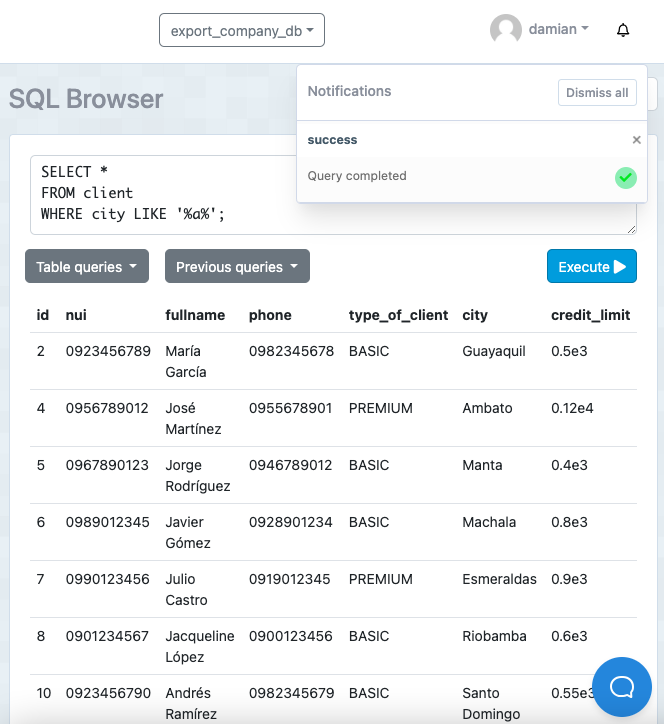 export_company_db
damian
SQL Browser
Notifications
Dismiss all
success
×
Query completed
SELECT *
FROM client
WHERE city LIKE '%a%';
Table queries
Previous queries
Execute
id nui fullname phone type_of_client city credit_limit
2 0923456789 María García 0982345678 BASIC Guayaquil 0.5e3
4 0956789012 José Martínez 0955678901 PREMIUM Ambato 0.12e4
5 0967890123 Jorge Rodríguez 0946789012 BASIC Manta 0.4e3
6 0989012345 Javier Gómez 0928901234 BASIC Machala 0.8e3
7 0990123456 Julio Castro 0919012345 PREMIUM Esmeraldas 0.9e3
8 0901234567 Jacqueline López 0900123456 BASIC Riobamba 0.6e3
10 0923456790 Andrés Ramírez 0982345679 BASIC Santo Domingo 0.55e3